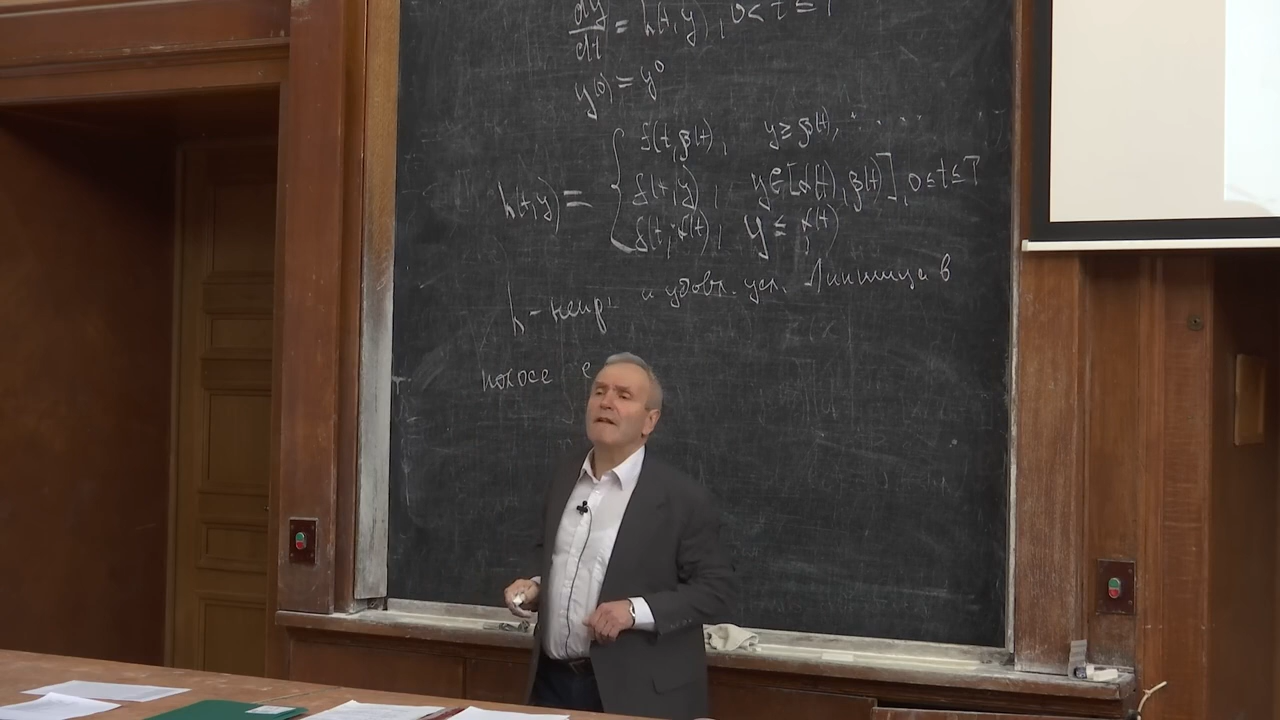 dy/dt = h(t,y), 0 < t ≤ T
y(0) = y⁰
h(t,y) = { f(t,β(t)), y ≥ β(t), . . . . .
f(t,y), y ∈ [α(t), β(t)], 0 ≤ t ≤ T
f(t,α(t)), y ≤ α(t)
h - непр. и удовл. усл. Липшица в
полосе